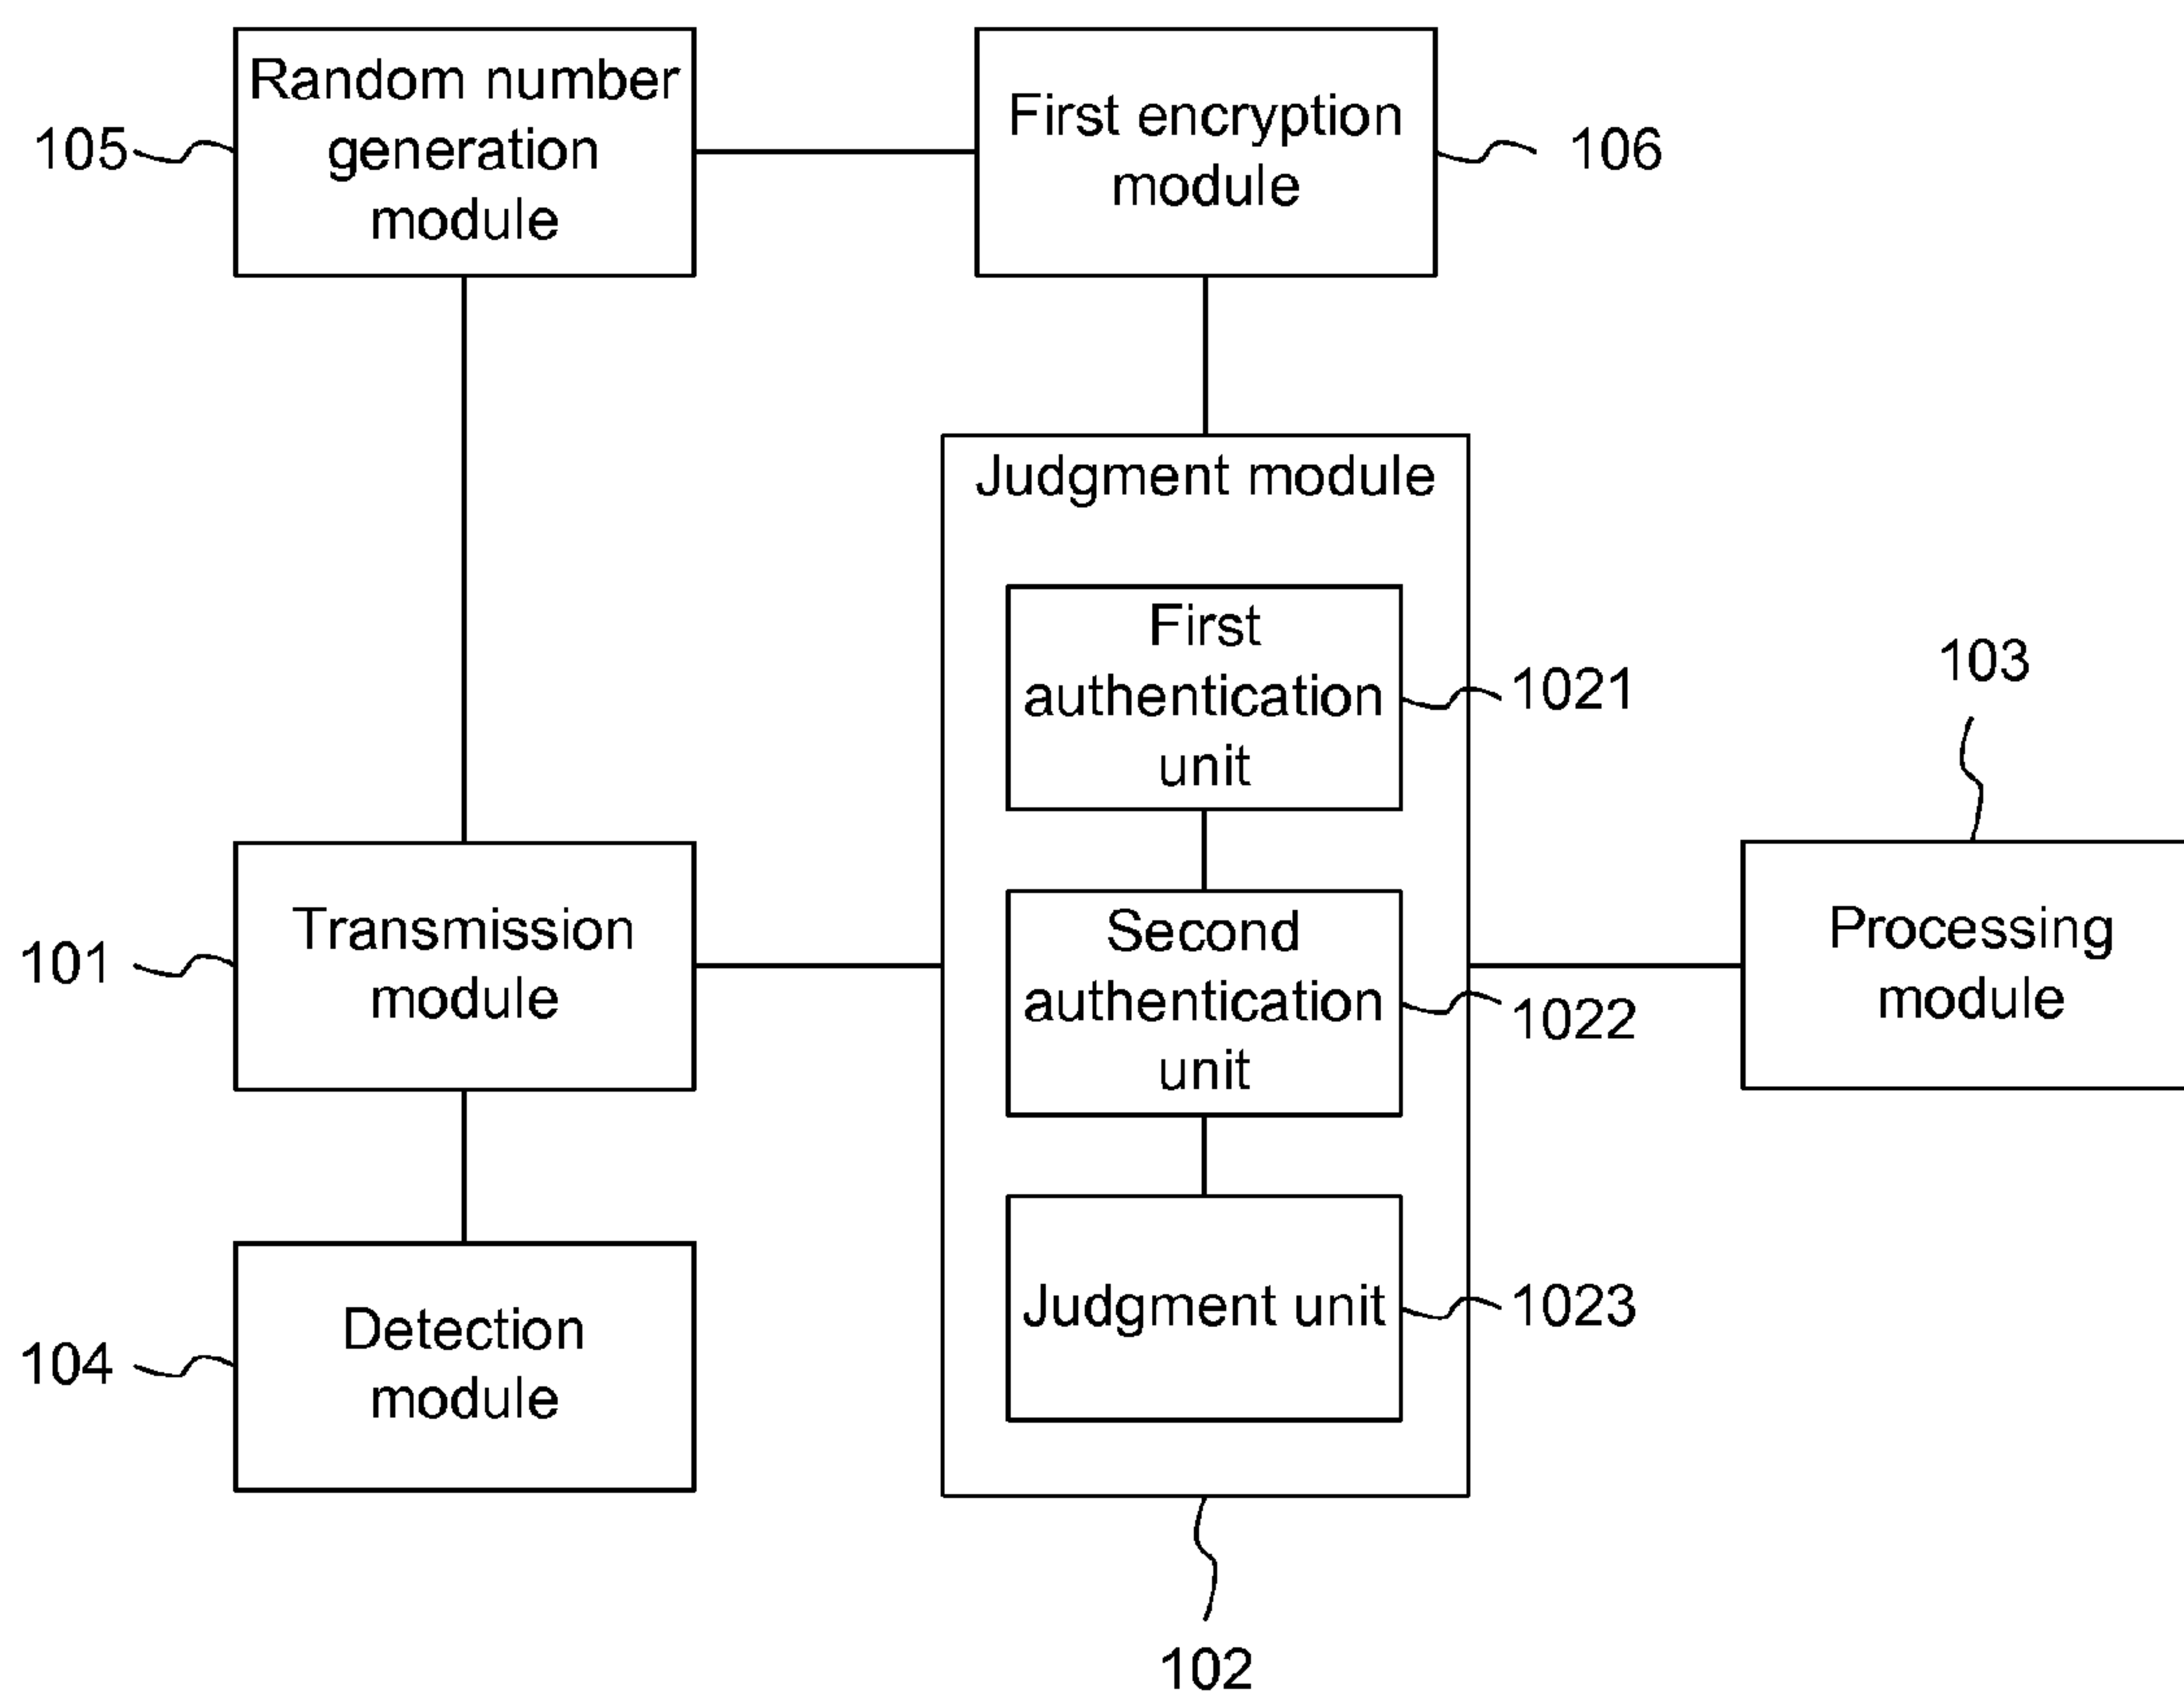 Random number
generation
module
105
First encryption
module
106
Judgment module
First
authentication
unit
1021
103
Transmission
module
101
Second
authentication
unit
1022
Processing
module
Detection
module
104
Judgment unit
1023
102